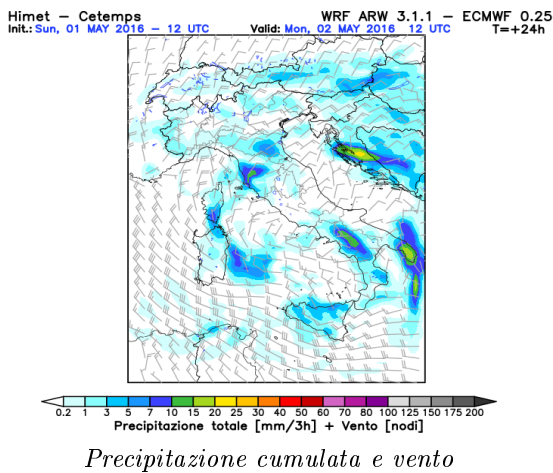 Himet – Cetemps WRF ARW 3.1.1 – ECMWF 0.25
Init.: Sun, 01 MAY 2016 – 12 UTC Valid: Mon, 02 MAY 2016 12 UTC T=+24h
0.2 1 3 5 7 10 15 20 25 30 40 50 60 70 80 100 125 150 175 200
Precipitazione totale [mm/3h] + Vento [nodi]
Precipitazione cumulata e vento